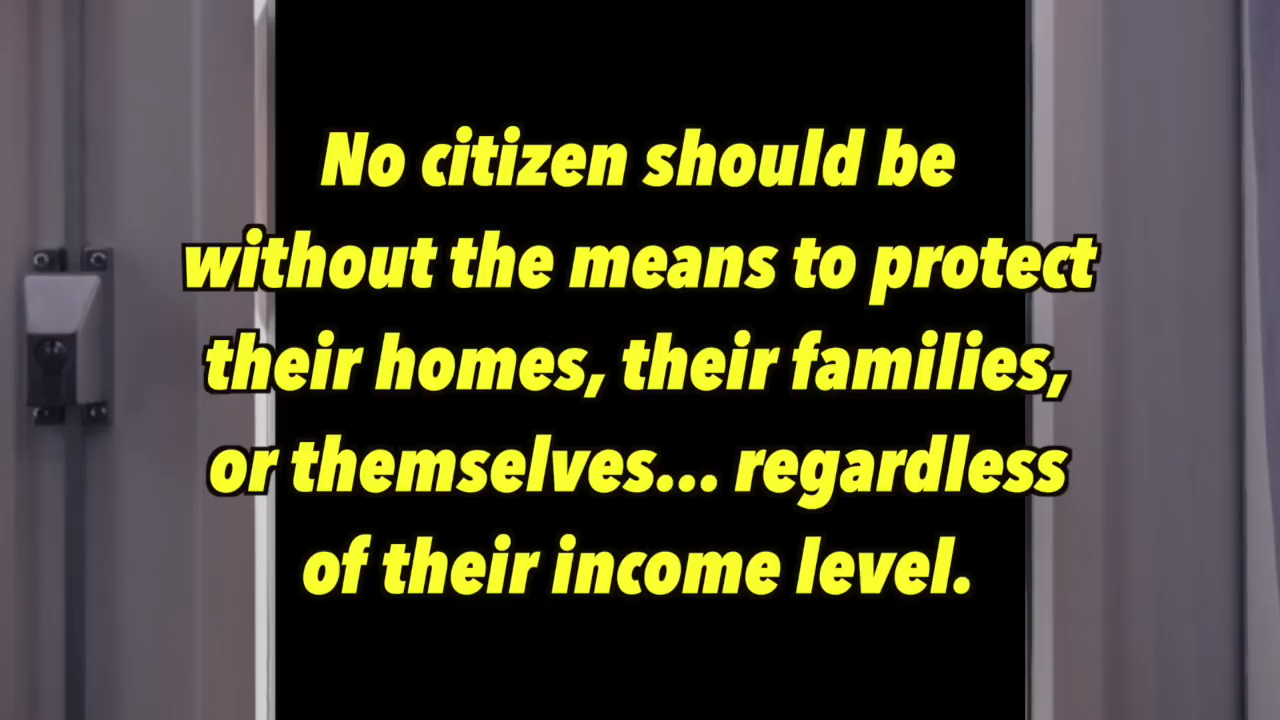 No citizen should be
without the means to protect
their homes, their families,
or themselves... regardless
of their income level.